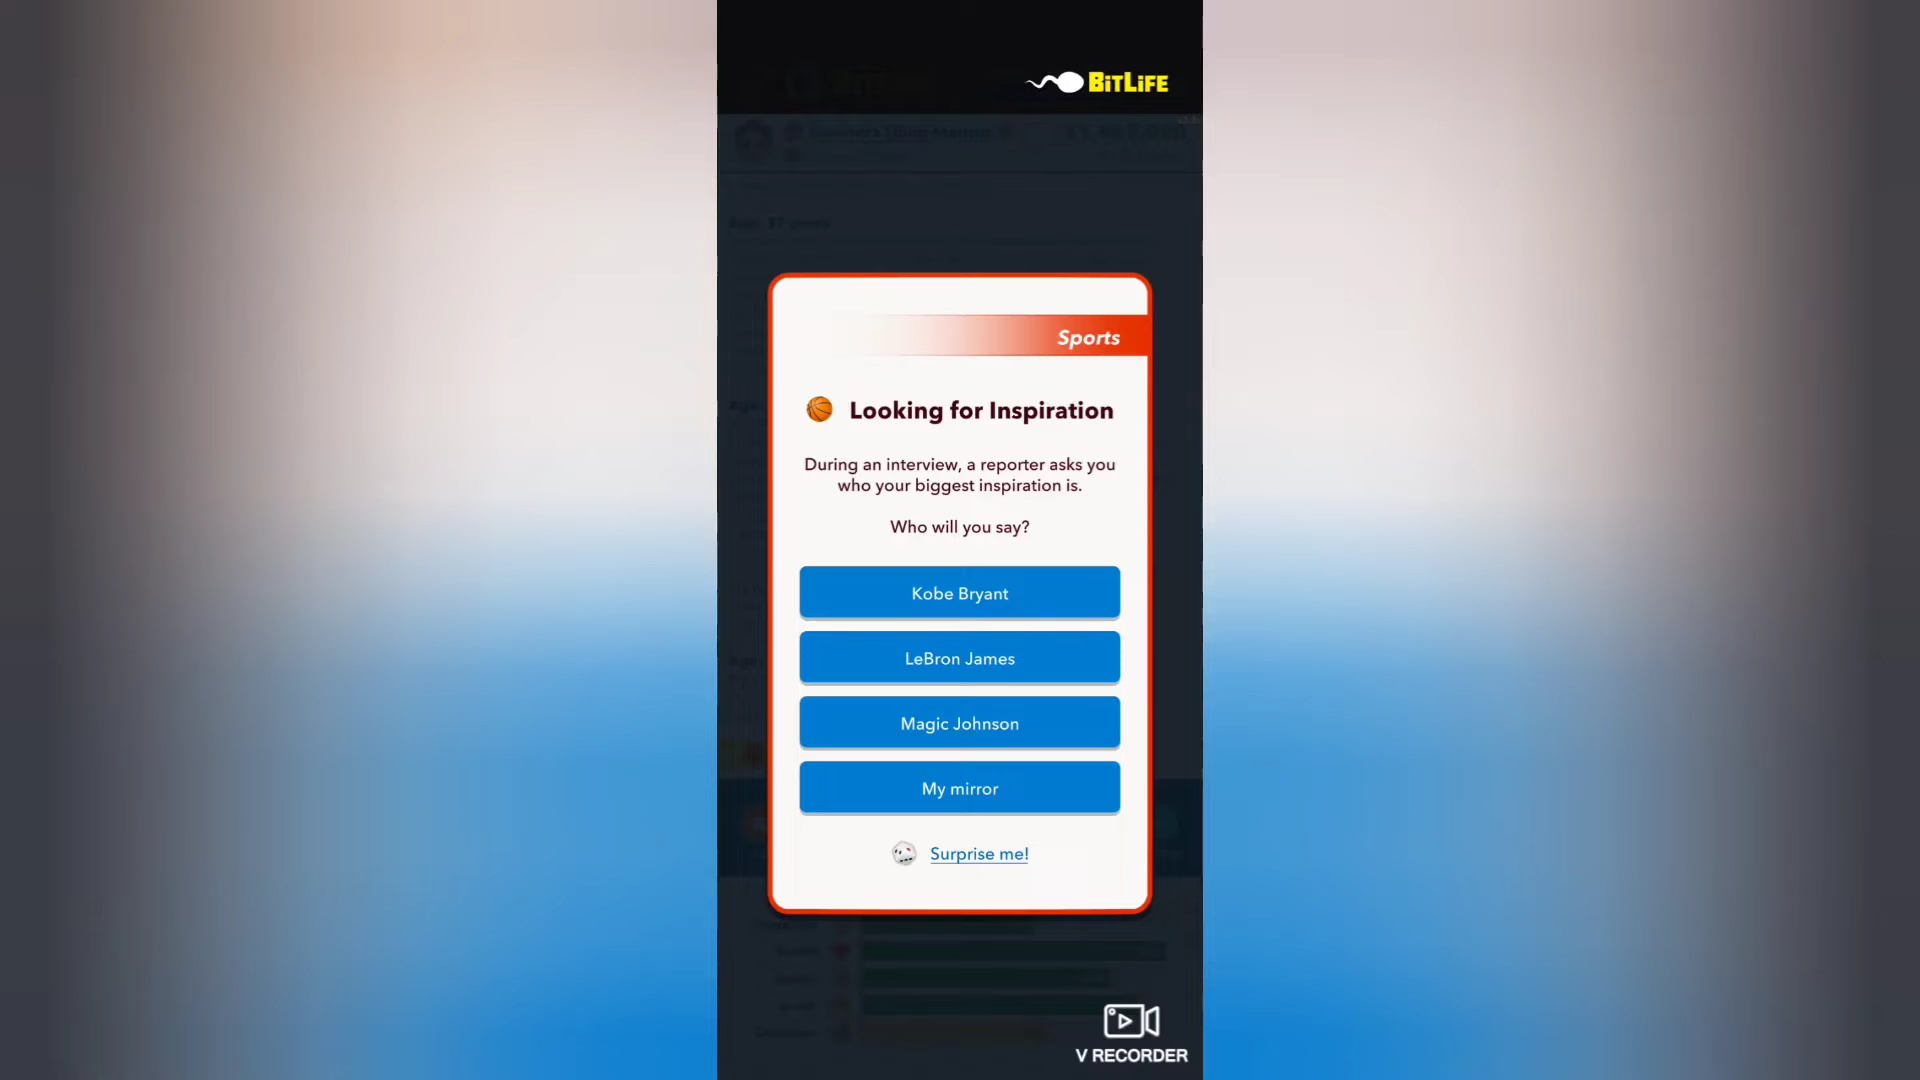 BiTLiFE
Sports
Looking for Inspiration
During an interview, a reporter asks you
who your biggest inspiration is.
Who will you say?
Kobe Bryant
LeBron James
Magic Johnson
My mirror
Surprise me!
V RECORDER